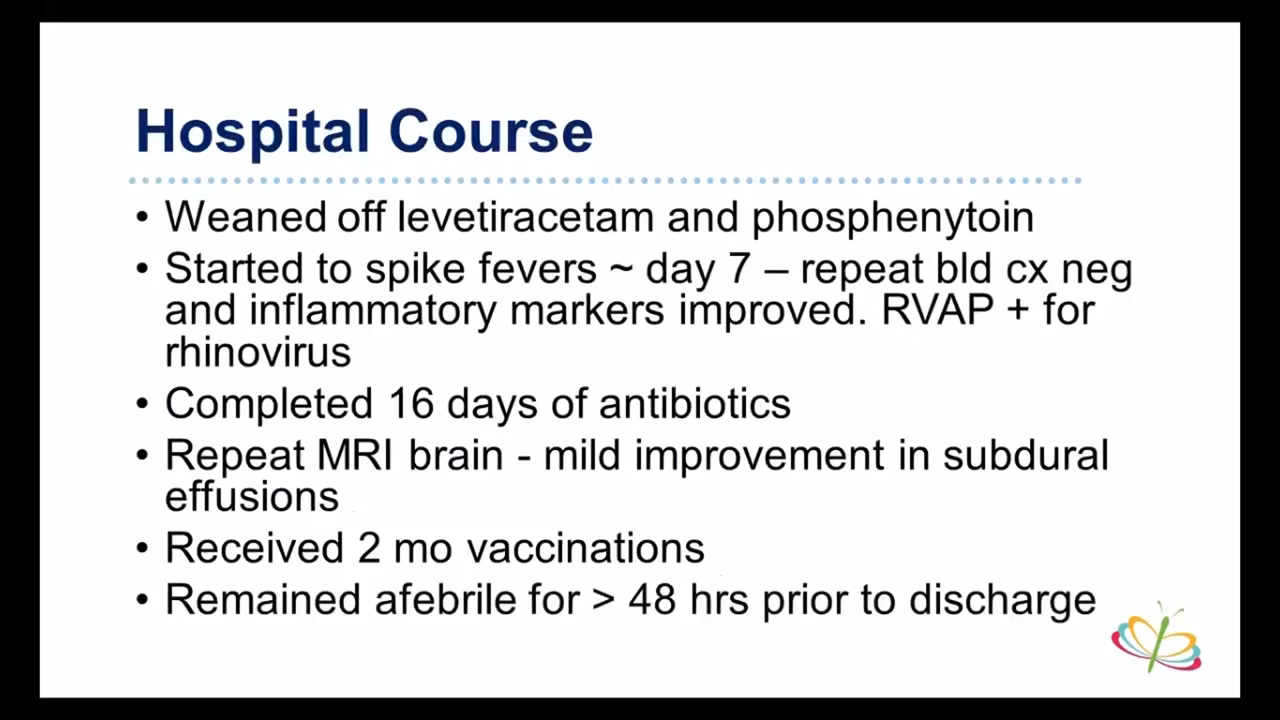 Hospital Course
• Weaned off levetiracetam and phosphenytoin
• Started to spike fevers ~ day 7 – repeat bld cx neg
and inflammatory markers improved. RVAP + for
rhinovirus
• Completed 16 days of antibiotics
• Repeat MRI brain - mild improvement in subdural
effusions
• Received 2 mo vaccinations
• Remained afebrile for > 48 hrs prior to discharge